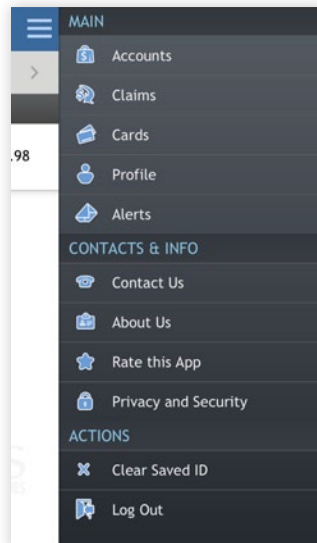 MAIN
Accounts
Claims
Cards
.98
Profile
Alerts
CONTACTS & INFO
Contact Us
About Us
Rate this App
Privacy and Security
ACTIONS
Clear Saved ID
Log Out